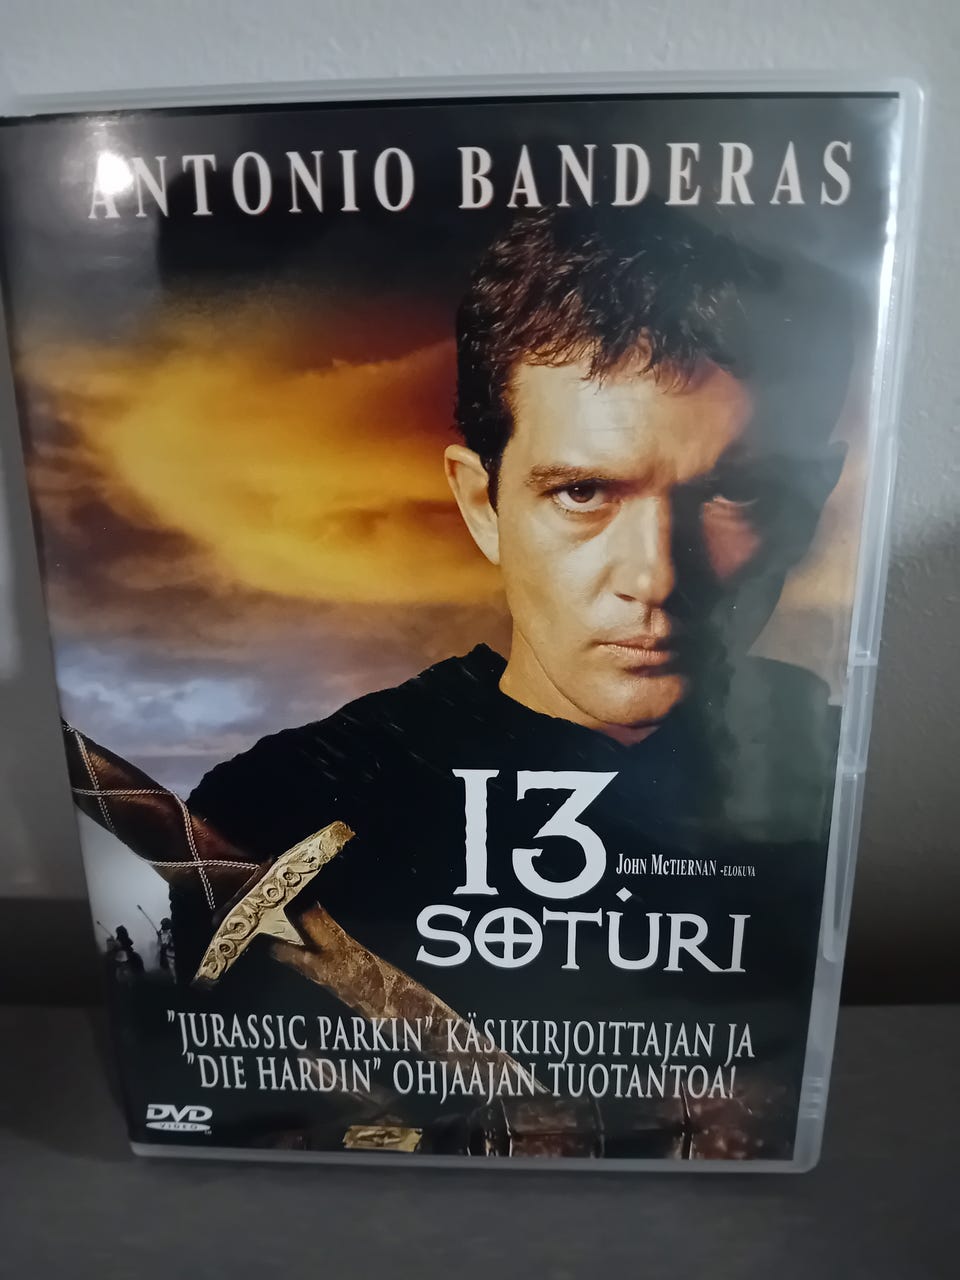 ANTONIO BANDERAS
13.
JOHN MCTIERNAN -ELOKUVA
SOTURI
"JURASSIC PARKIN" KÄSIKIRJOITTAJAN JA
"DIE HARDIN" OHJAAJAN TUOTANTOA!
DVD
VIDEO